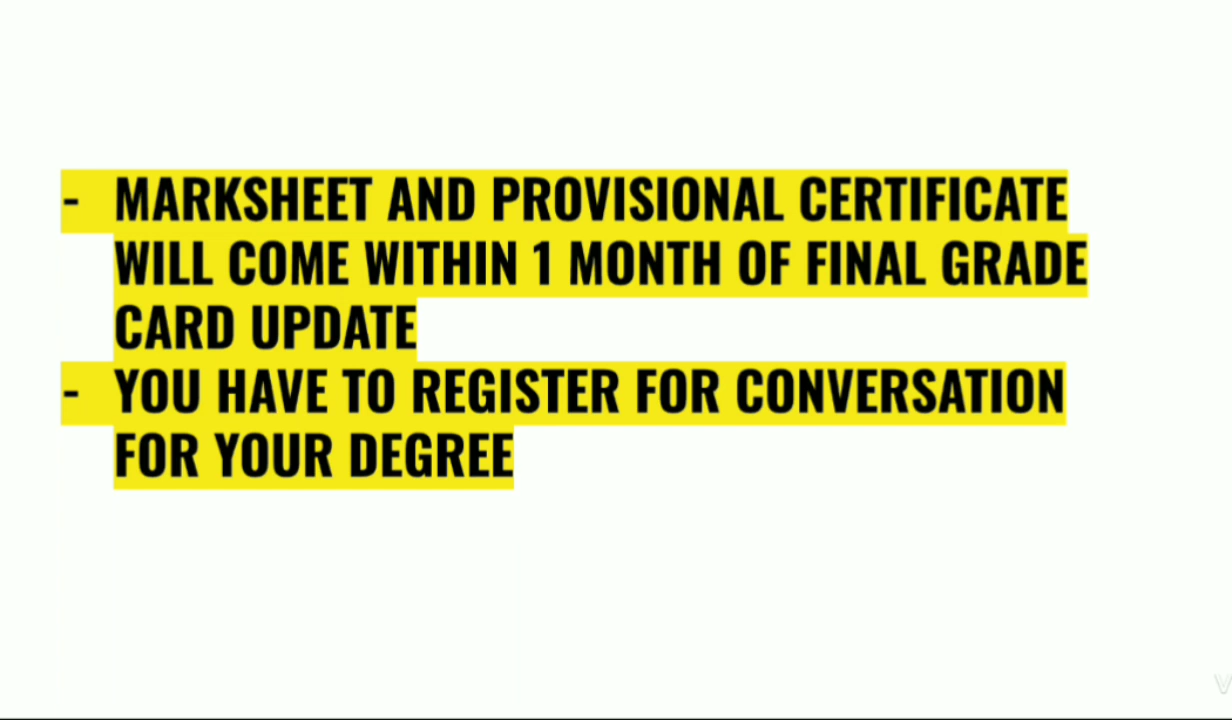 - MARKSHEET AND PROVISIONAL CERTIFICATE
WILL COME WITHIN 1 MONTH OF FINAL GRADE
CARD UPDATE
- YOU HAVE TO REGISTER FOR CONVERSATION
FOR YOUR DEGREE